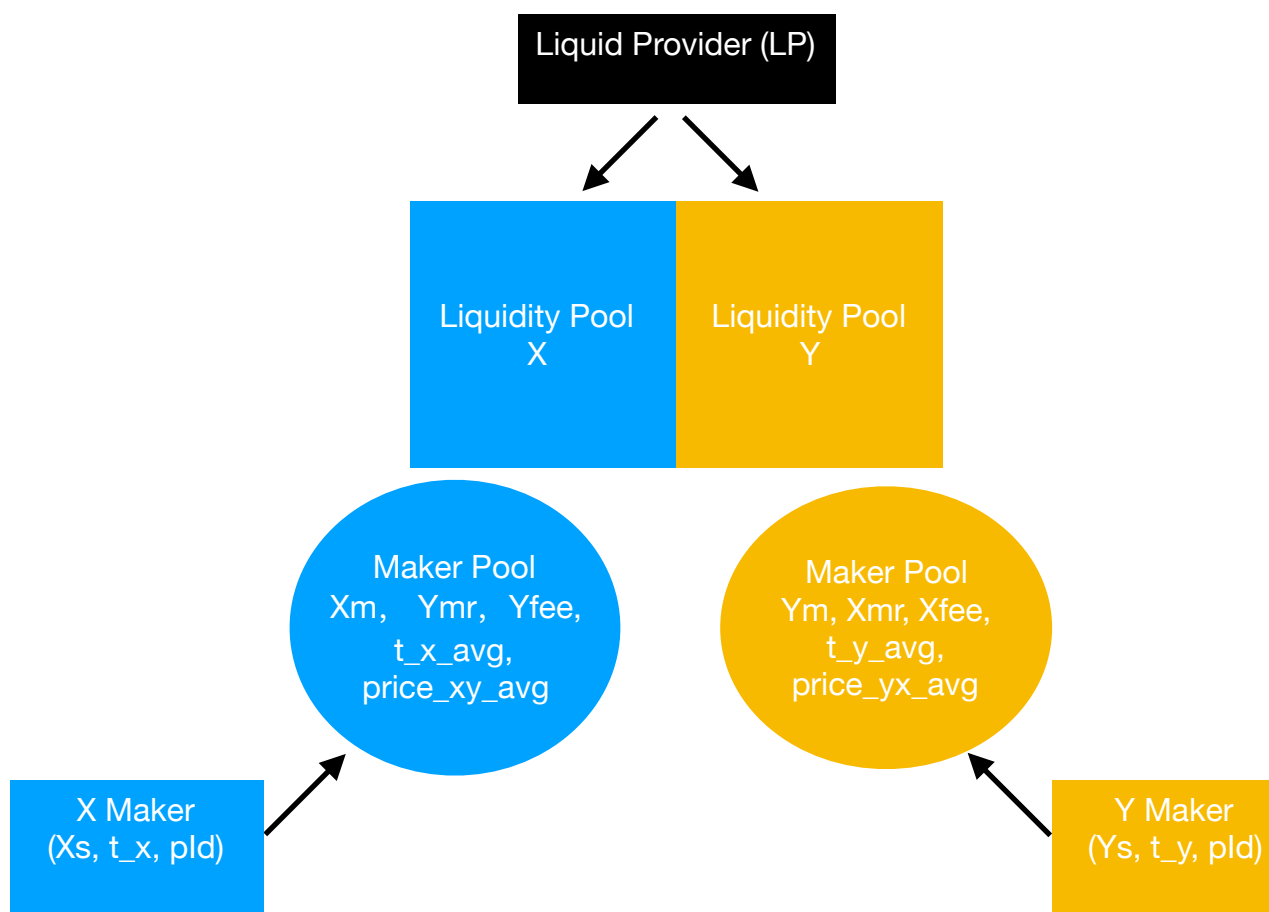 Liquid Provider (LP)
Liquidity Pool
X
Liquidity Pool
Y
Maker Pool
Xm, Ymr, Yfee,
t_x_avg,
price_xy_avg
Maker Pool
Ym, Xmr, Xfee,
t_y_avg,
price_yx_avg
X Maker
(Xs, t_x, pId)
Y Maker
(Ys, t_y, pId)